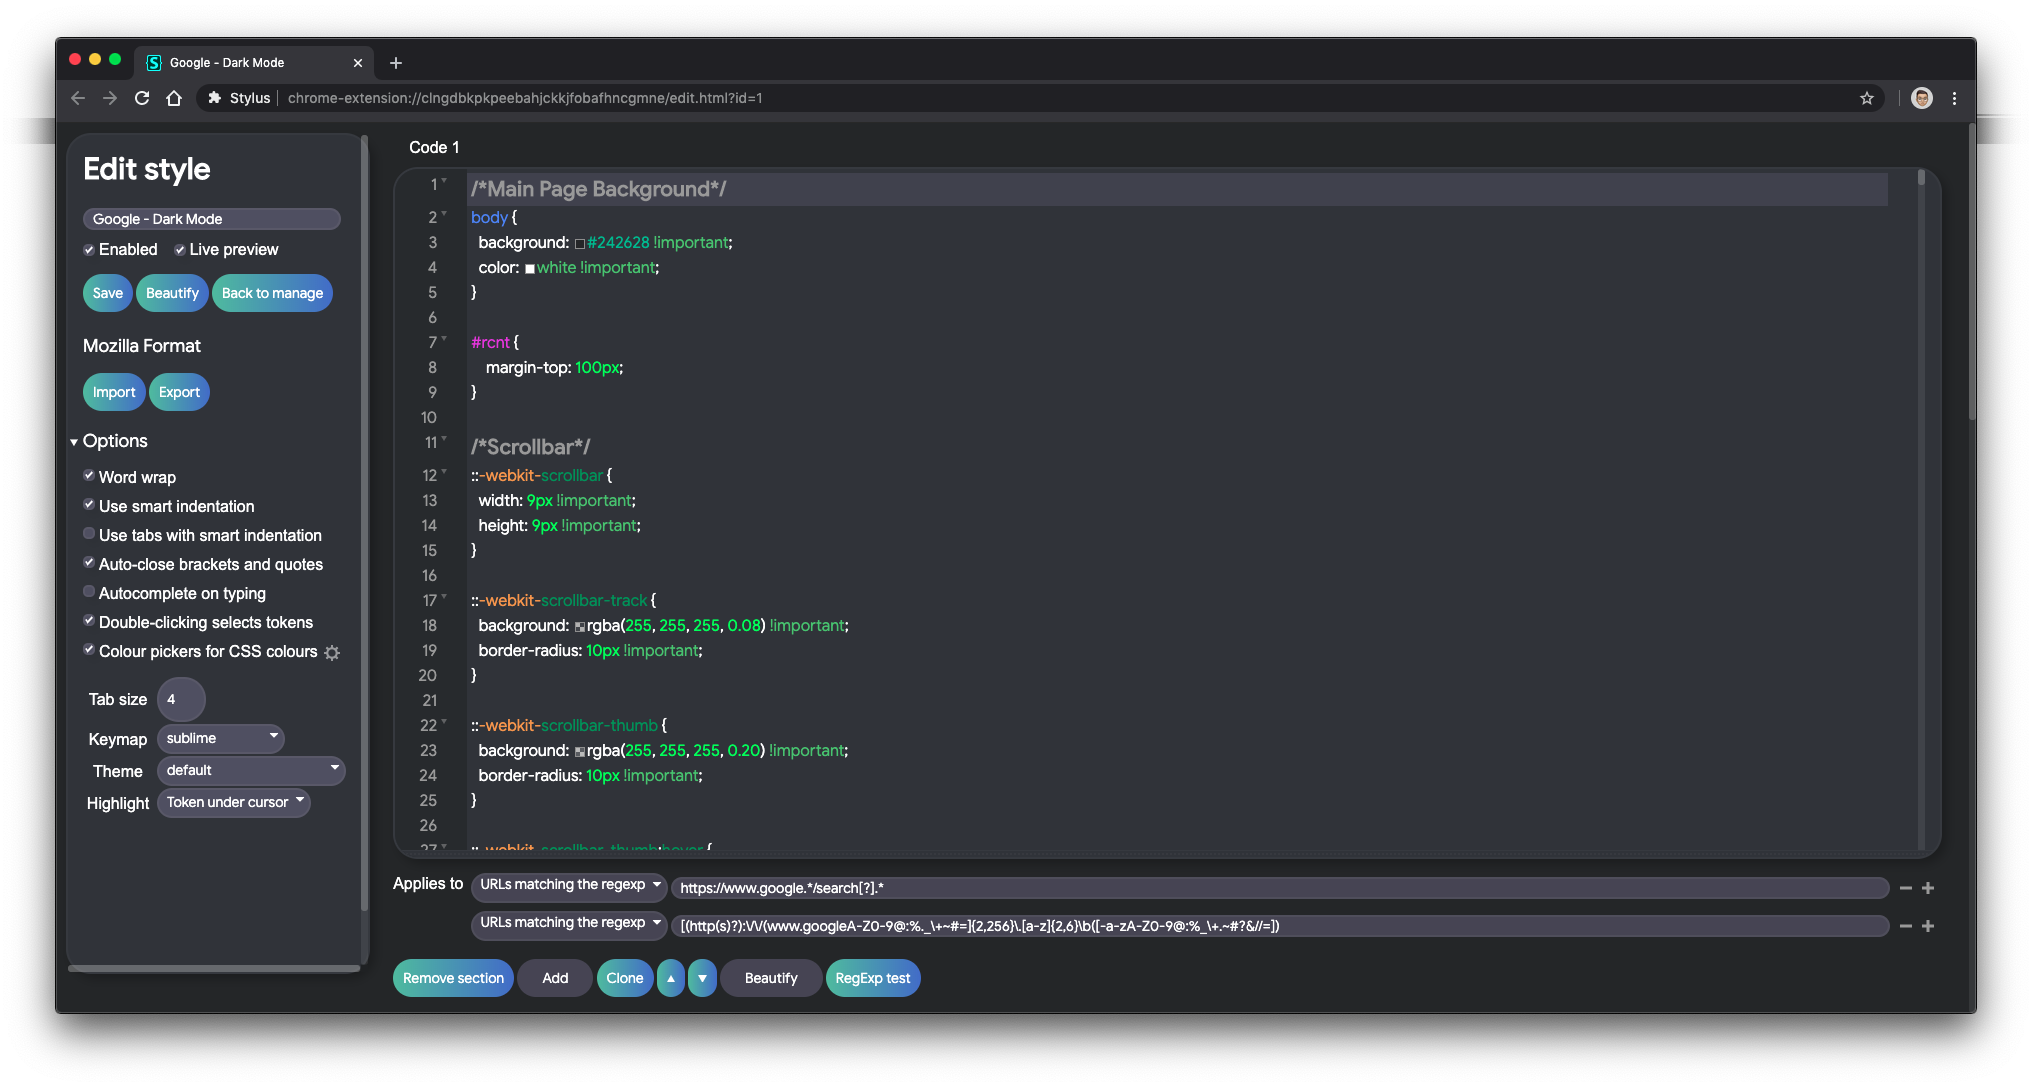 Google - Dark Mode
Stylus chrome-extension://clngdbkpkpeebahjckkjfobafhncgmne/edit.html?id=1
Edit style
Google - Dark Mode
Enabled Live preview
Save Beautify Back to manage
Mozilla Format
Import Export
Options
Word wrap
Use smart indentation
Use tabs with smart indentation
Auto-close brackets and quotes
Autocomplete on typing
Double-clicking selects tokens
Colour pickers for CSS colours
Tab size 4
Keymap sublime
Theme default
Highlight Token under cursor
Code 1
1 /*Main Page Background*/
2 body {
3 background: #242628 !important;
4 color: white !important;
5 }
6
7 #rcnt {
8 margin-top: 100px;
9 }
10
11 /*Scrollbar*/
12 ::-webkit-scrollbar {
13 width: 9px !important;
14 height: 9px !important;
15 }
16
17 ::-webkit-scrollbar-track {
18 background: rgba(255, 255, 255, 0.08) !important;
19 border-radius: 10px !important;
20 }
21
22 ::-webkit-scrollbar-thumb {
23 background: rgba(255, 255, 255, 0.20) !important;
24 border-radius: 10px !important;
25 }
26
27 ::-webkit-scrollbar-thumb:hover {
Applies to URLs matching the regexp https://www.google.*/search[?].*
URLs matching the regexp [(http(s)?):\/\/(www.googleA-Z0-9@:%._\+~#=]{2,256}\.[a-z]{2,6}\b([-a-zA-Z0-9@:%_\+.~#?&//=])
Remove section Add Clone ▲ ▼ Beautify RegExp test